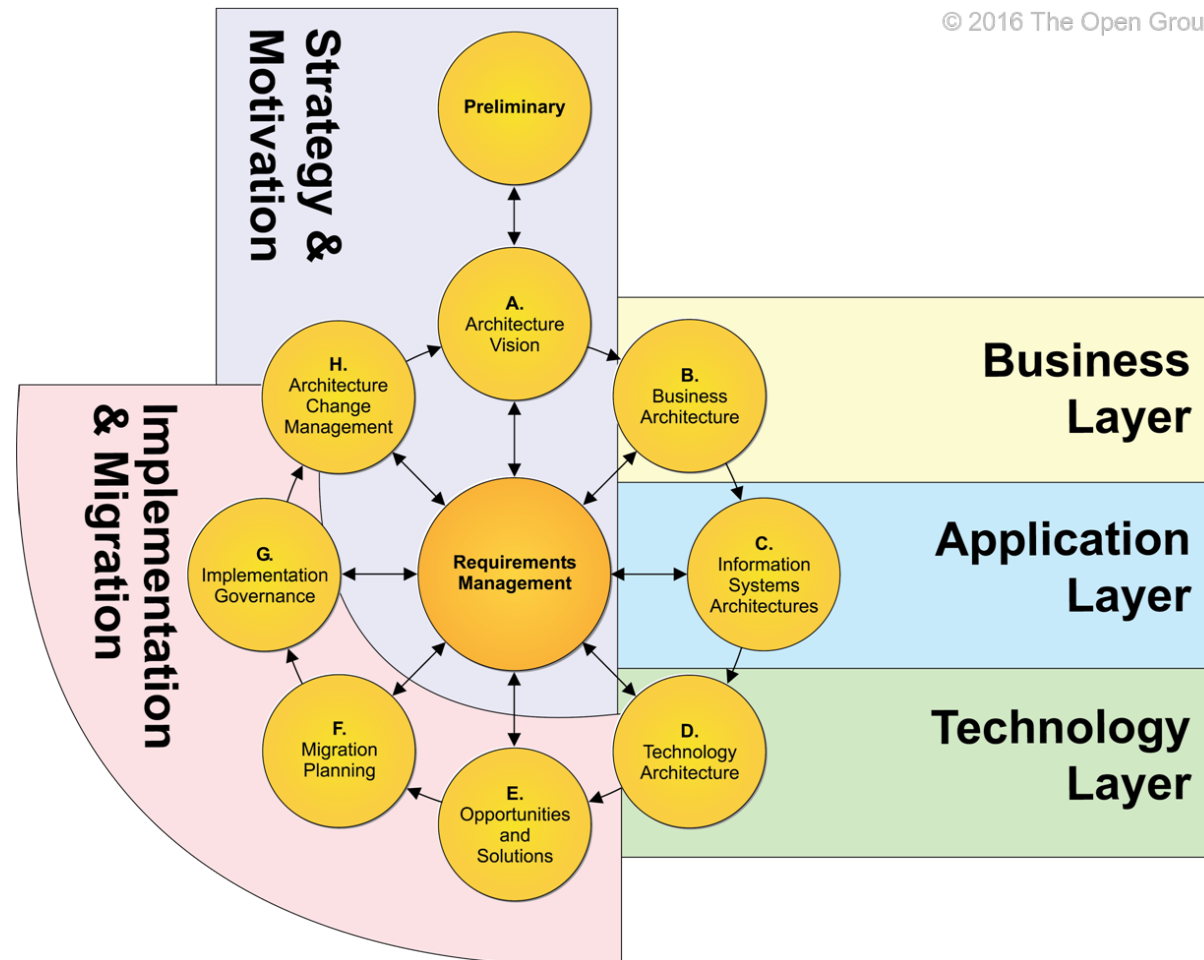 © 2016 The Open Grou
Strategy &
Motivation
Preliminary
A.
Architecture
Vision
H.
Architecture
Change
Management
B.
Business
Architecture
Business
Layer
Implementation
& Migration
G.
Implementation
Governance
Requirements
Management
C.
Information
Systems
Architectures
Application
Layer
F.
Migration
Planning
E.
Opportunities
and
Solutions
D.
Technology
Architecture
Technology
Layer